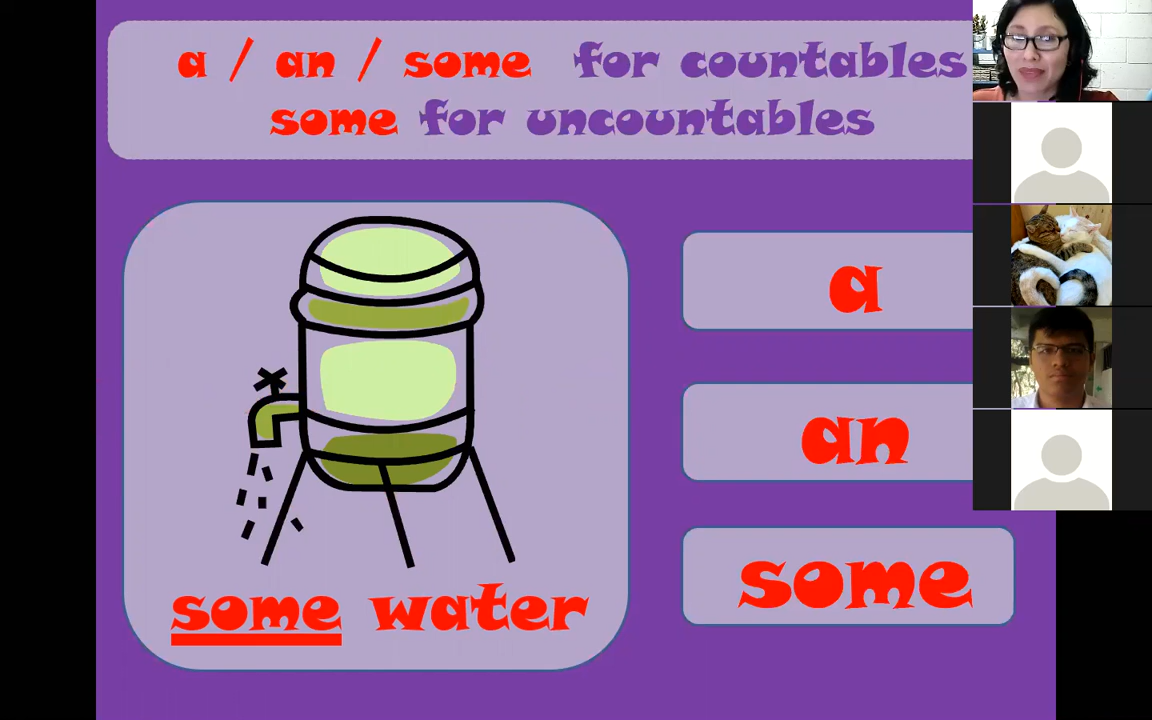 a / an / some for countables
some for uncountables
a
an
some
some water